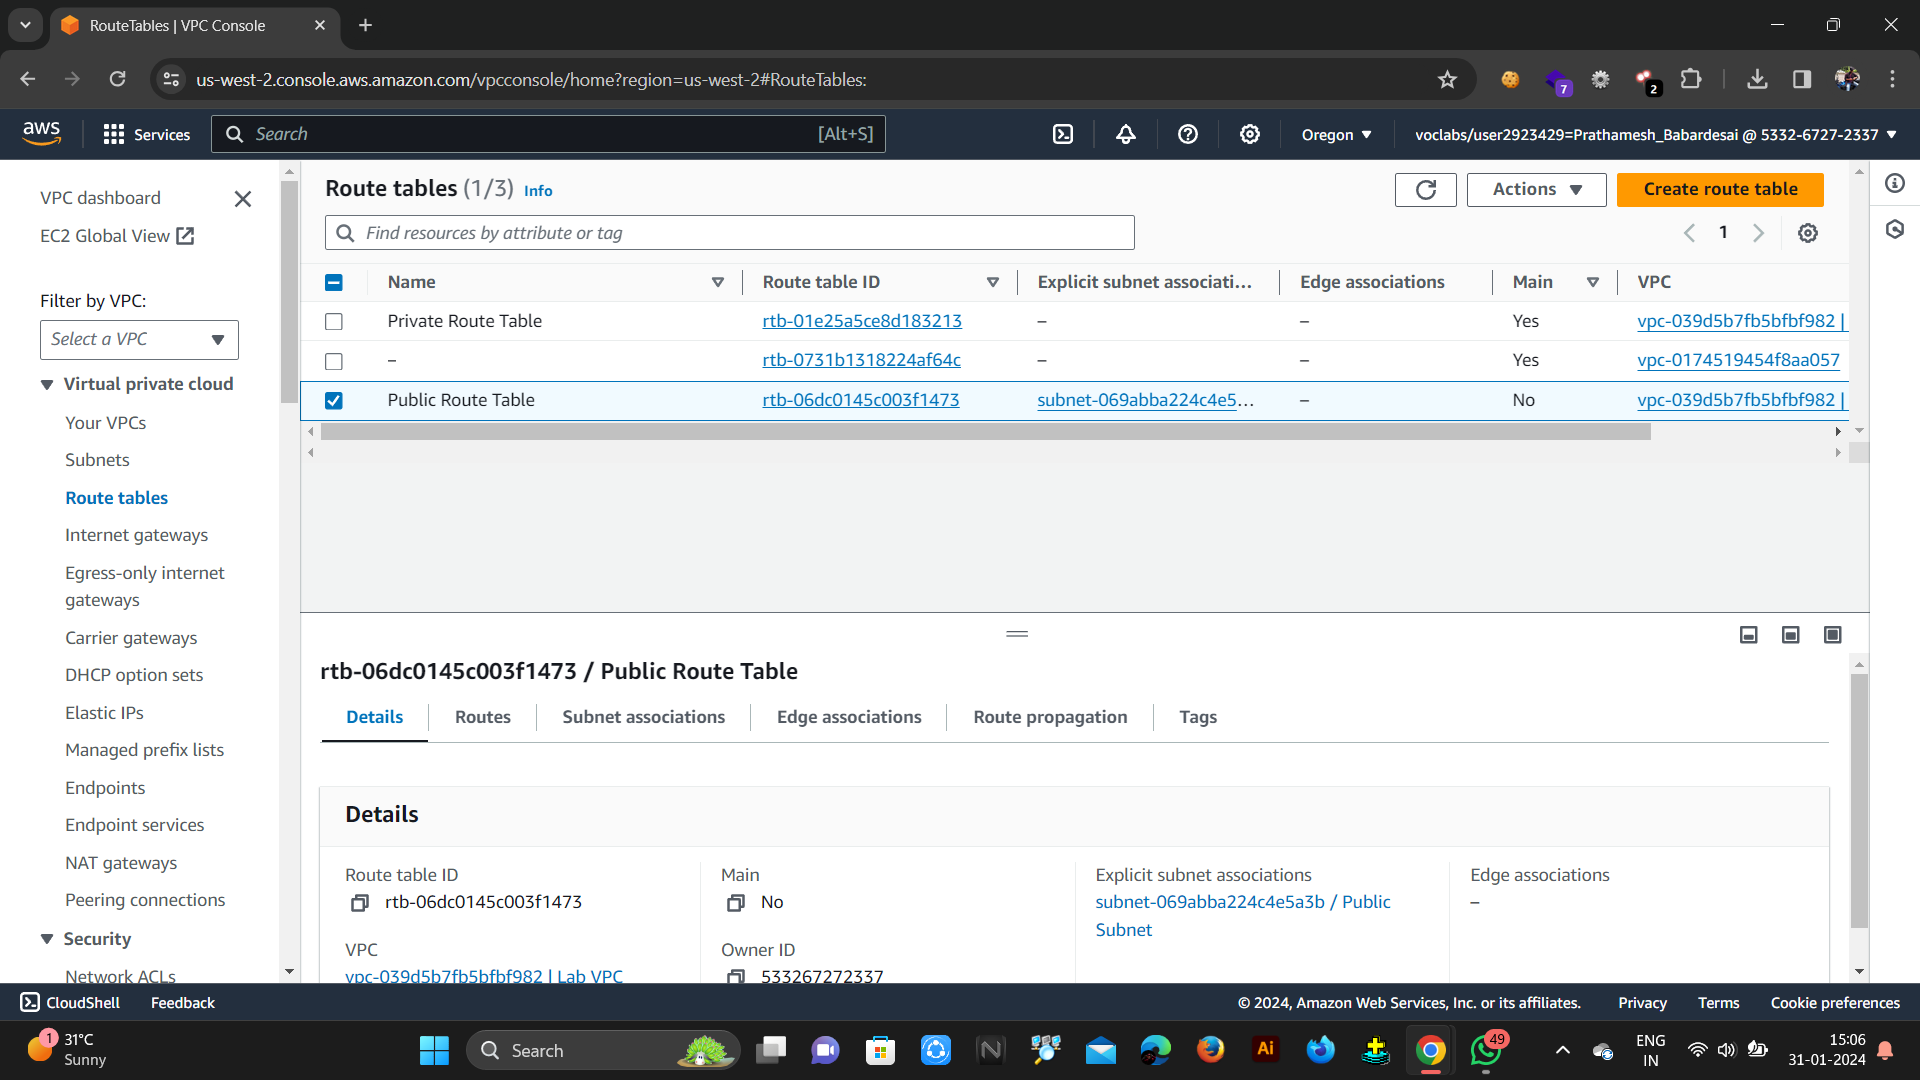 RouteTables | VPC Console
us-west-2.console.aws.amazon.com/vpcconsole/home?region=us-west-2#RouteTables:
7
2
aws
Services
Search
[Alt+S]
Oregon
voclabs/user2923429=Prathamesh_Babardesai @ 5332-6727-2337
VPC dashboard
EC2 Global View
Filter by VPC:
Select a VPC
Virtual private cloud
Your VPCs
Subnets
Route tables
Internet gateways
Egress-only internet
gateways
Carrier gateways
DHCP option sets
Elastic IPs
Managed prefix lists
Endpoints
Endpoint services
NAT gateways
Peering connections
Security
Network ACLs
Route tables (1/3) Info
Actions
Create route table
Find resources by attribute or tag
1
Name Route table ID Explicit subnet associati... Edge associations Main VPC
Private Route Table rtb-01e25a5ce8d183213 – – Yes vpc-039d5b7fb5bfbf982 |
– rtb-0731b1318224af64c – – Yes vpc-0174519454f8aa057
Public Route Table rtb-06dc0145c003f1473 subnet-069abba224c4e5... – No vpc-039d5b7fb5bfbf982 |
rtb-06dc0145c003f1473 / Public Route Table
Details Routes Subnet associations Edge associations Route propagation Tags
Details
Route table ID
rtb-06dc0145c003f1473
Main
No
Explicit subnet associations
subnet-069abba224c4e5a3b / Public
Subnet
Edge associations
–
VPC
vpc-039d5b7fb5bfbf982 | Lab VPC
Owner ID
533267272337
CloudShell
Feedback
© 2024, Amazon Web Services, Inc. or its affiliates.
Privacy
Terms
Cookie preferences
1
31°C
Sunny
Search
Ai
49
ENG
IN
15:06
31-01-2024